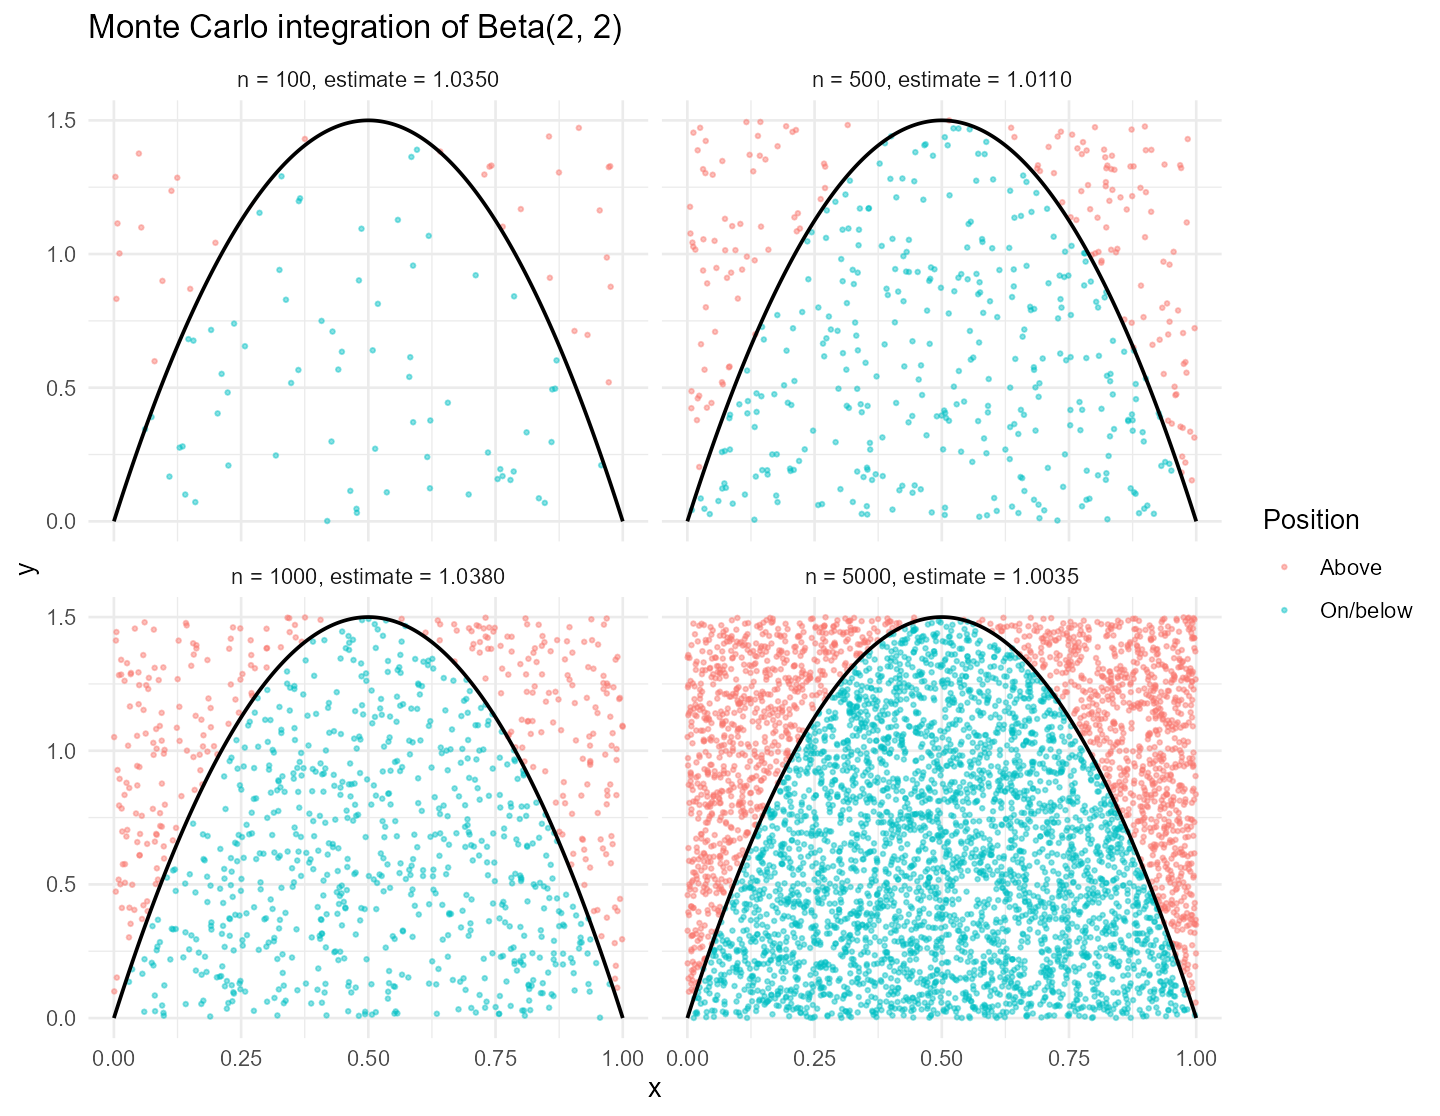 Monte Carlo integration of Beta(2, 2)
n = 100, estimate = 1.0350
n = 500, estimate = 1.0110
1.5
1.0
0.5
0.0
n = 1000, estimate = 1.0380
n = 5000, estimate = 1.0035
1.5
1.0
0.5
0.0
0.00 0.25 0.50 0.75 1.00
0.00 0.25 0.50 0.75 1.00
x
y
Position
Above
On/below